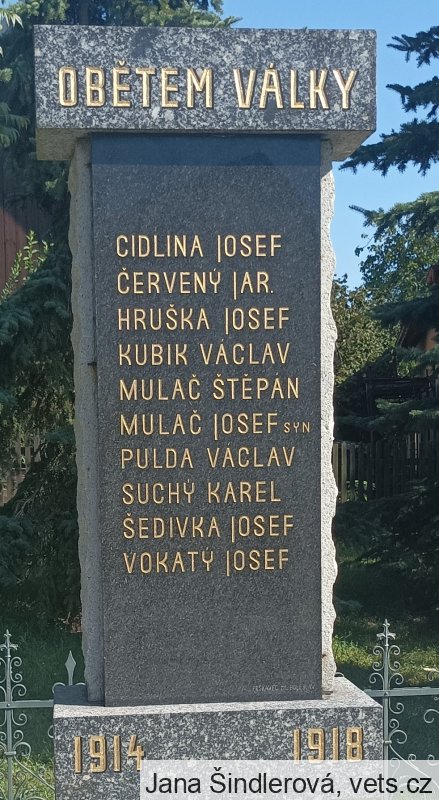 OBĚTEM VÁLKY
CIDLINA JOSEF
ČERVENÝ JAR.
HRUŠKA JOSEF
KUBIK VÁCLAV
MULAČ ŠTĚPÁN
MULAČ JOSEF SYN
PULDA VÁCLAV
SUCHÝ KAREL
ŠEDIVKA JOSEF
VOKATÝ JOSEF
1914 1918
Jana Šindlerová, vets.cz